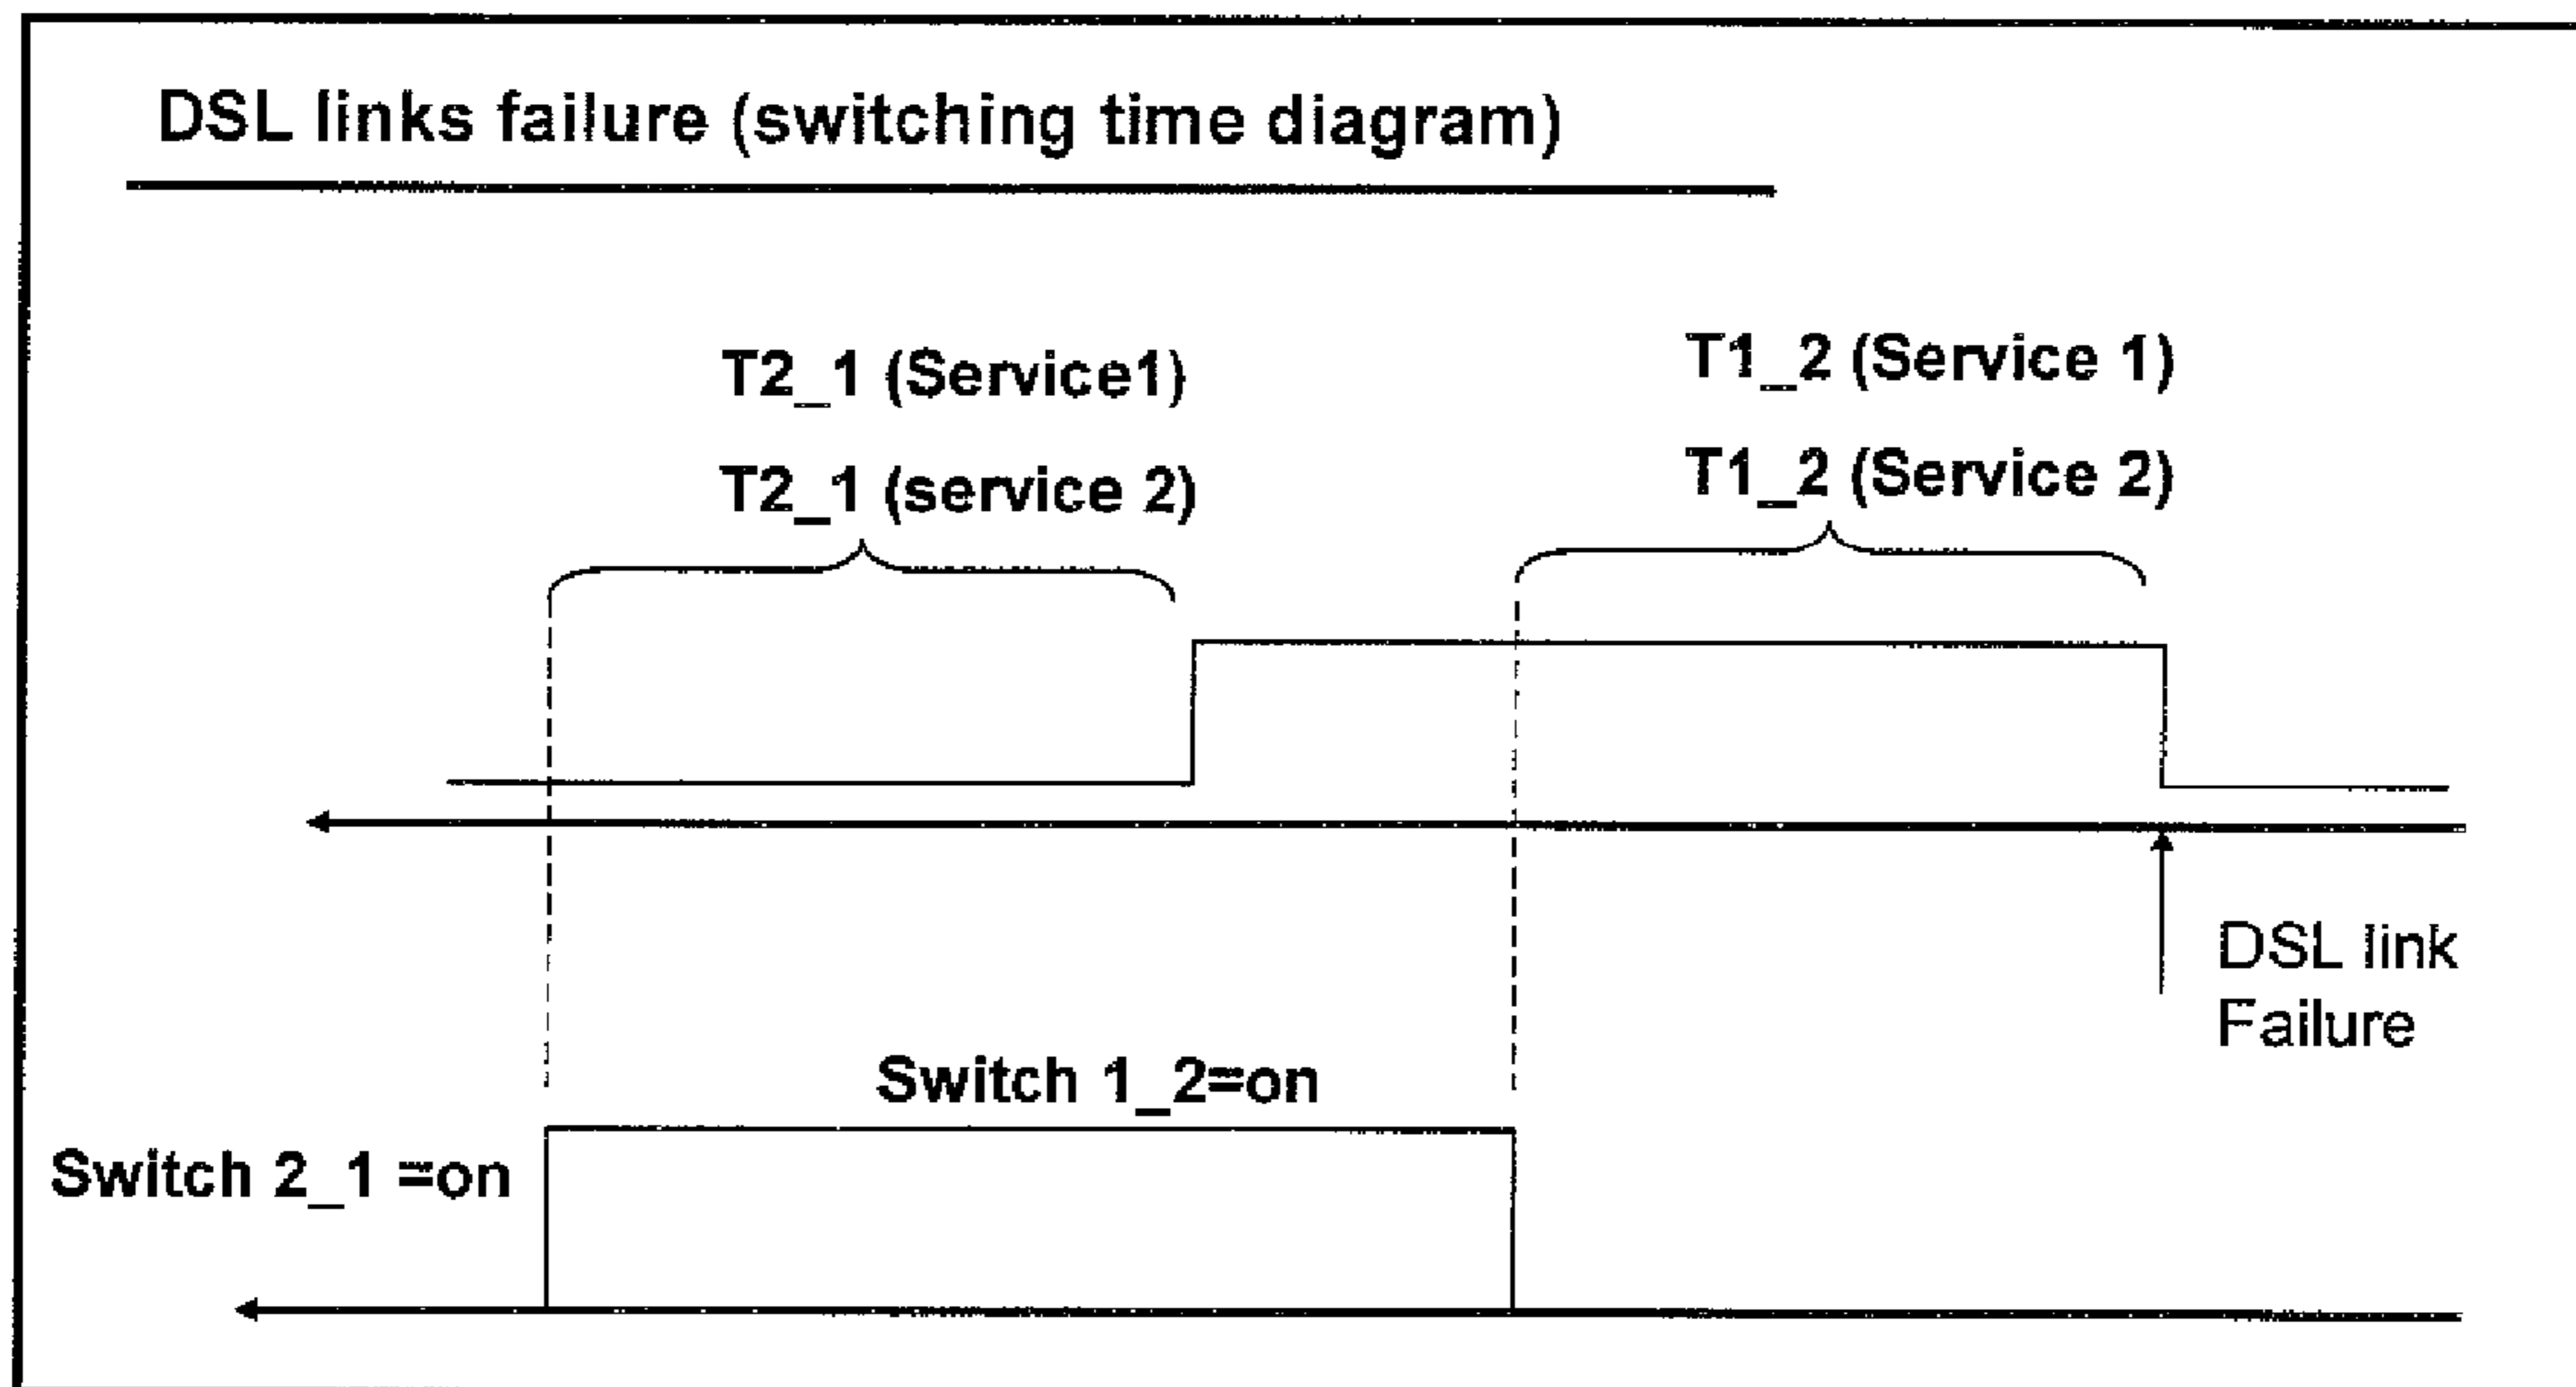 DSL links failure (switching time diagram)
T2_1 (Service1)
T2_1 (service 2)
T1_2 (Service 1)
T1_2 (Service 2)
DSL link
Failure
Switch 1_2=on
Switch 2_1 =on